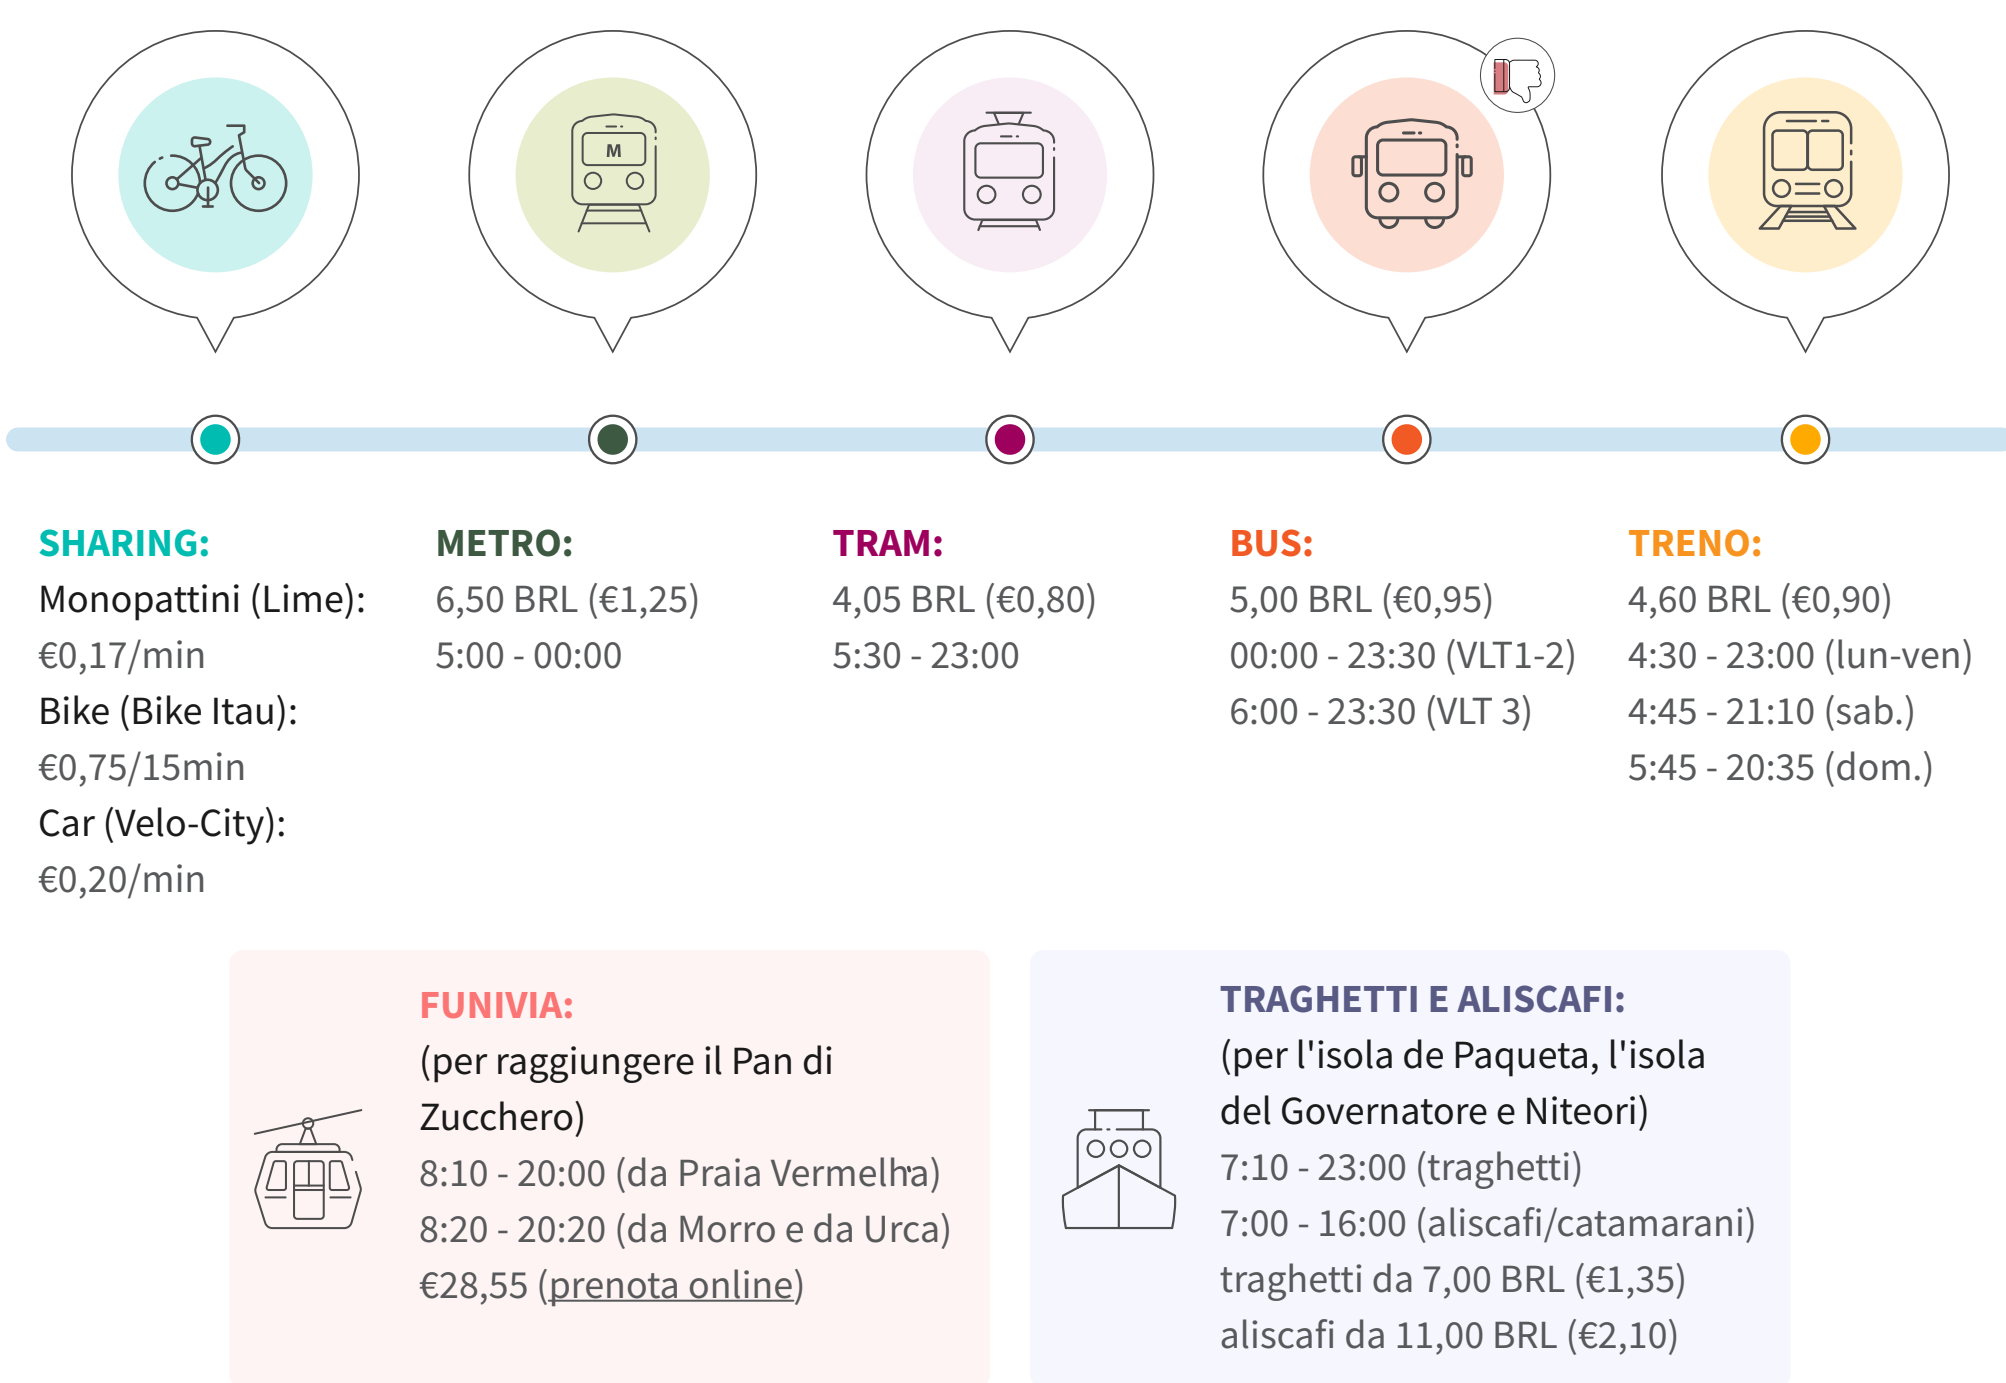 M
SHARING:
Monopattini (Lime):
€0,17/min
Bike (Bike Itau):
€0,75/15min
Car (Velo-City):
€0,20/min
METRO:
6,50 BRL (€1,25)
5:00 - 00:00
TRAM:
4,05 BRL (€0,80)
5:30 - 23:00
BUS:
5,00 BRL (€0,95)
00:00 - 23:30 (VLT1-2)
6:00 - 23:30 (VLT 3)
TRENO:
4,60 BRL (€0,90)
4:30 - 23:00 (lun-ven)
4:45 - 21:10 (sab.)
5:45 - 20:35 (dom.)
FUNIVIA:
(per raggiungere il Pan di
Zucchero)
8:10 - 20:00 (da Praia Vermelha)
8:20 - 20:20 (da Morro e da Urca)
€28,55 (prenota online)
TRAGHETTI E ALISCAFI:
(per l'isola de Paqueta, l'isola
del Governatore e Niteori)
7:10 - 23:00 (traghetti)
7:00 - 16:00 (aliscafi/catamarani)
traghetti da 7,00 BRL (€1,35)
aliscafi da 11,00 BRL (€2,10)